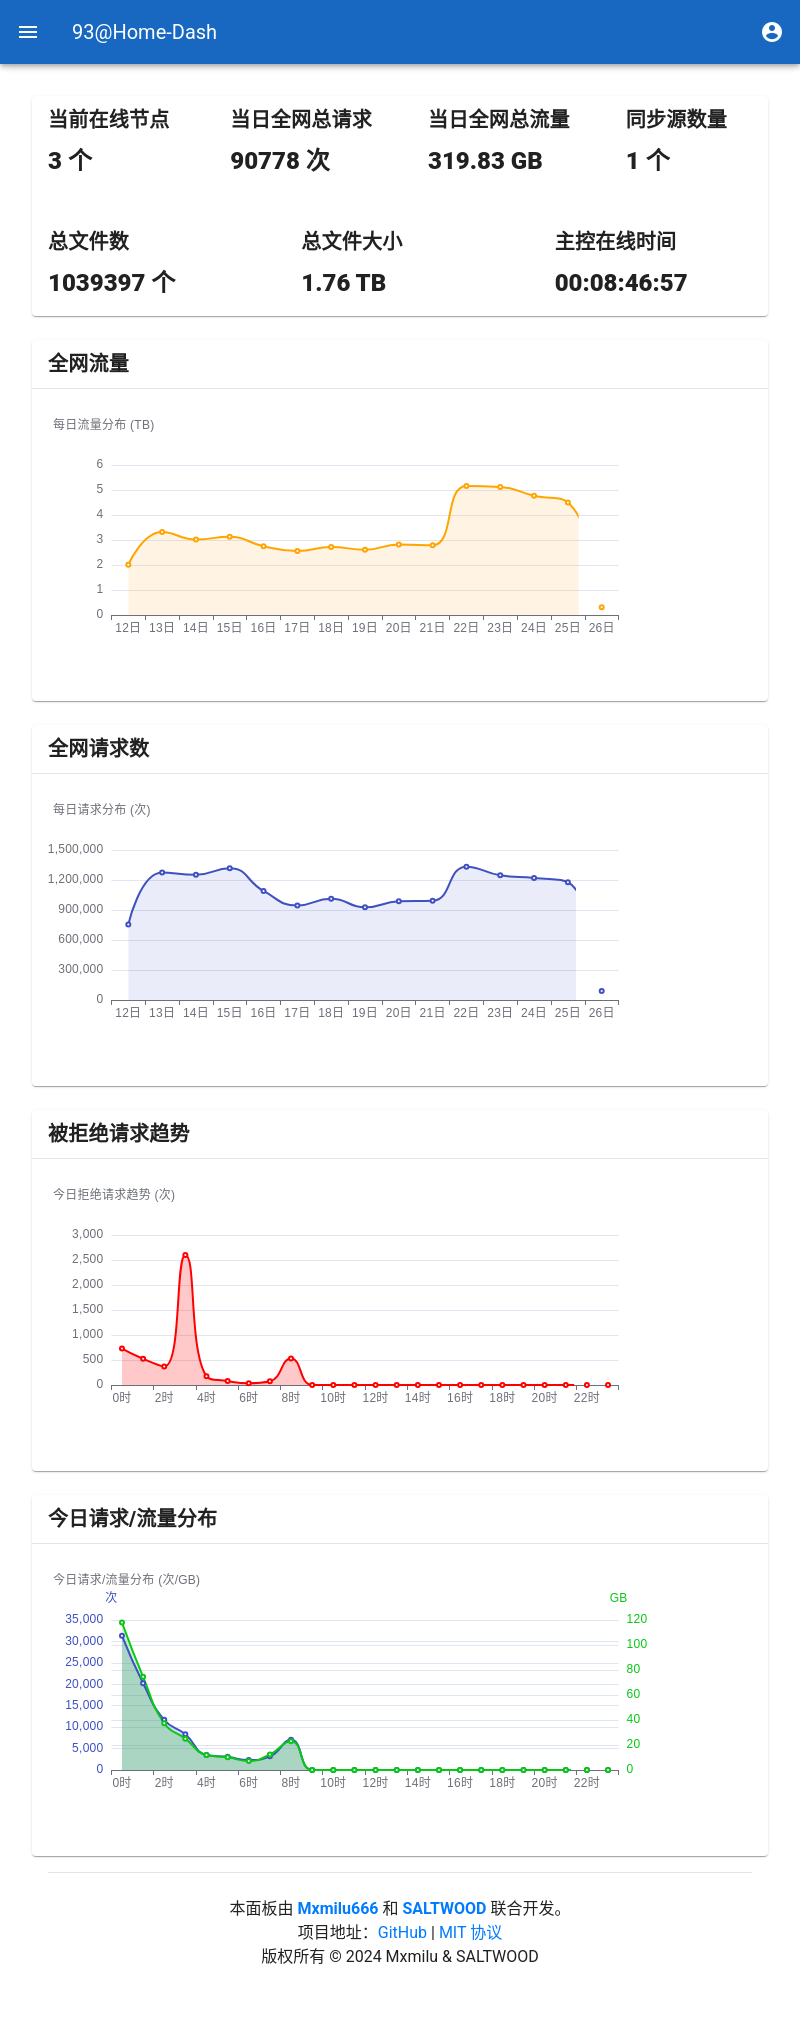 93@Home-Dash
当前在线节点 当日全网总请求 当日全网总流量 同步源数量
3 个 90778 次 319.83 GB 1 个
总文件数 总文件大小 主控在线时间
1039397 个 1.76 TB 00:08:46:57
全网流量
每日流量分布 (TB)
6
5
4
3
2
1
0
12日 13日 14日 15日 16日 17日 18日 19日 20日 21日 22日 23日 24日 25日 26日
全网请求数
每日请求分布 (次)
1,500,000
1,200,000
900,000
600,000
300,000
0
12日 13日 14日 15日 16日 17日 18日 19日 20日 21日 22日 23日 24日 25日 26日
被拒绝请求趋势
今日拒绝请求趋势 (次)
3,000
2,500
2,000
1,500
1,000
500
0
0时 2时 4时 6时 8时 10时 12时 14时 16时 18时 20时 22时
今日请求/流量分布
今日请求/流量分布 (次/GB)
次 GB
35,000 120
30,000 100
25,000 80
20,000 60
15,000 40
10,000 20
5,000 0
0
0时 2时 4时 6时 8时 10时 12时 14时 16时 18时 20时 22时
本面板由 Mxmilu666 和 SALTWOOD 联合开发。
项目地址：GitHub | MIT 协议
版权所有 © 2024 Mxmilu & SALTWOOD